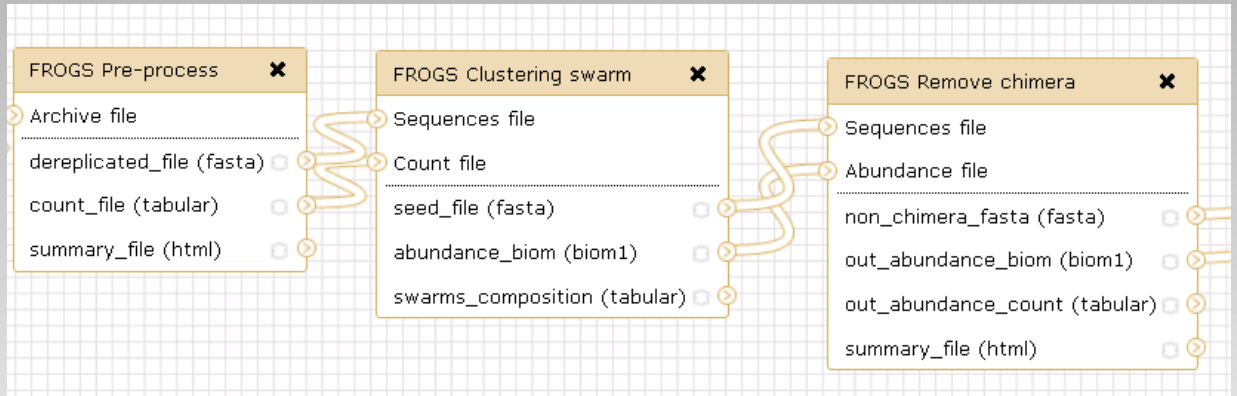 FROGS Pre-process
Archive file
dereplicated_file (fasta)
count_file (tabular)
summary_file (html)
FROGS Clustering swarm
Sequences file
Count file
seed_file (fasta)
abundance_biom (biom1)
swarms_composition (tabular)
FROGS Remove chimera
Sequences file
Abundance file
non_chimera_fasta (fasta)
out_abundance_biom (biom1)
out_abundance_count (tabular)
summary_file (html)